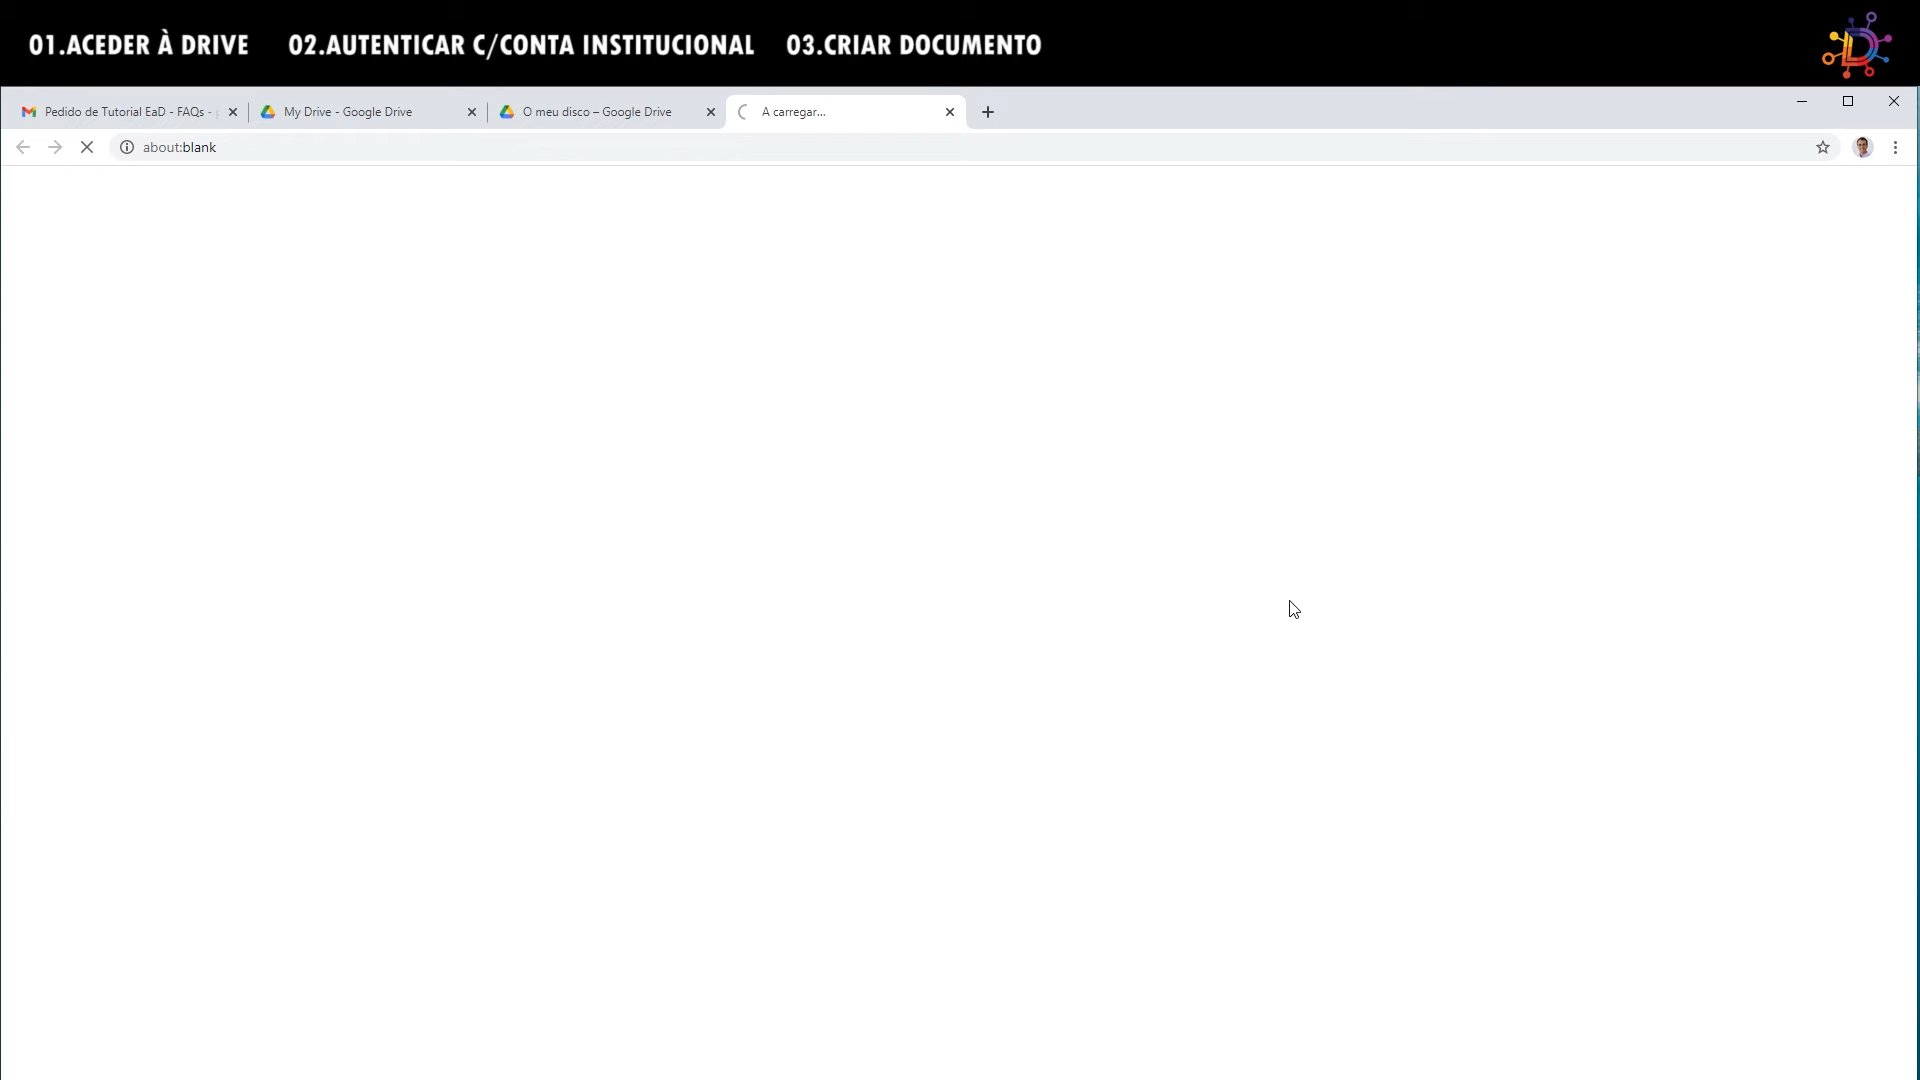 01.ACEDER À DRIVE 02.AUTENTICAR C/CONTA INSTITUCIONAL 03.CRIAR DOCUMENTO
Pedido de Tutorial EaD - FAQs - My Drive - Google Drive O meu disco – Google Drive A carregar...
about:blank